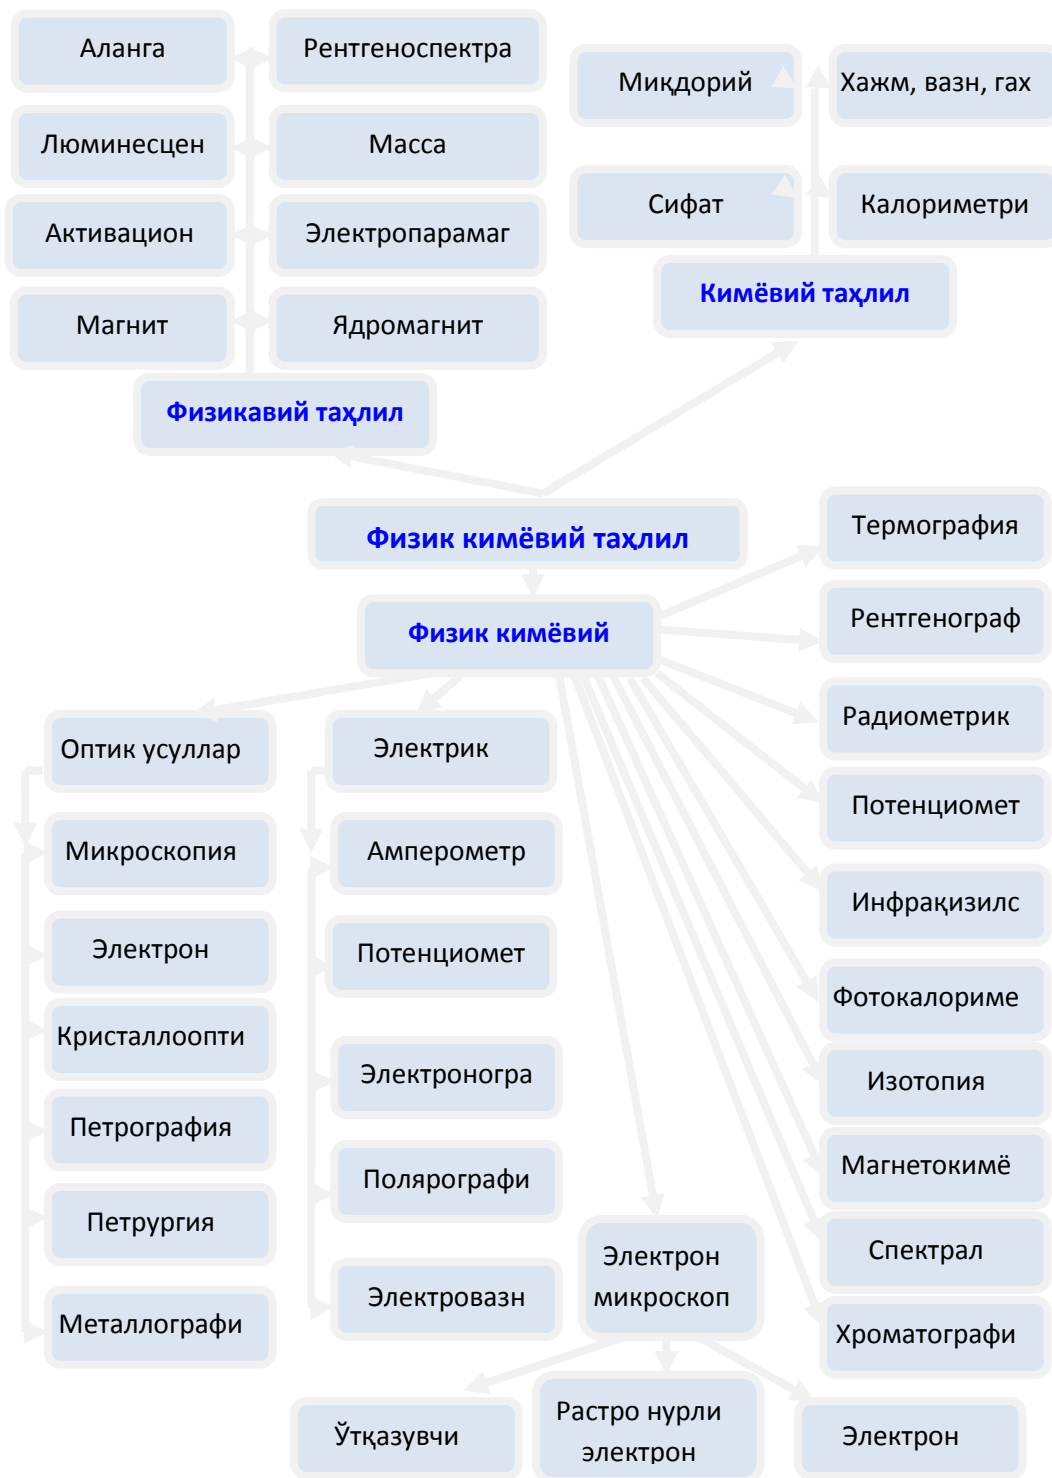 Аланга
Рентгеноспектра
Люминесцен
Масса
Активацион
Электропарамаг
Магнит
Ядромагнит
Физикавий таҳлил
Миқдорий
Хажм, вазн, гах
Сифат
Калориметри
Кимёвий таҳлил
Физик кимёвий таҳлил
Физик кимёвий
Термография
Рентгенограф
Радиометрик
Потенциомет
Инфрақизилс
Фотокалориме
Изотопия
Магнетокимё
Спектрал
Хроматографи
Оптик усуллар
Микроскопия
Электрон
Кристаллоопти
Петрография
Петрургия
Металлографи
Электрик
Амперометр
Потенциомет
Электроногра
Полярографи
Электровазн
Электрон
микроскоп
Ўтқазувчи
Растро нурли
электрон
Электрон